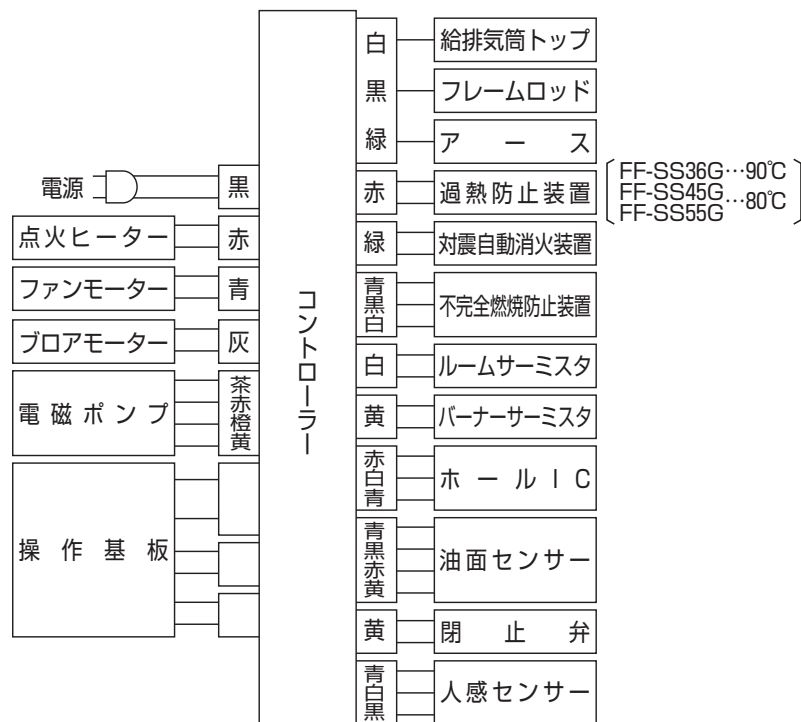 電源
黒
点火ヒーター
赤
ファンモーター
青
ブロアモーター
灰
電磁ポンプ
茶
赤
橙
黄
操作基板
コントローラー
白
給排気筒トップ
黒
フレームロッド
緑
アース
赤
過熱防止装置
FF-SS36G…90℃
FF-SS45G
FF-SS55G
…80℃
緑
対震自動消火装置
青
黒
白
不完全燃焼防止装置
白
ルームサーミスタ
黄
バーナーサーミスタ
赤
白
青
ホールIC
青
黒
赤
黄
油面センサー
黄
閉止弁
青
白
黒
人感センサー